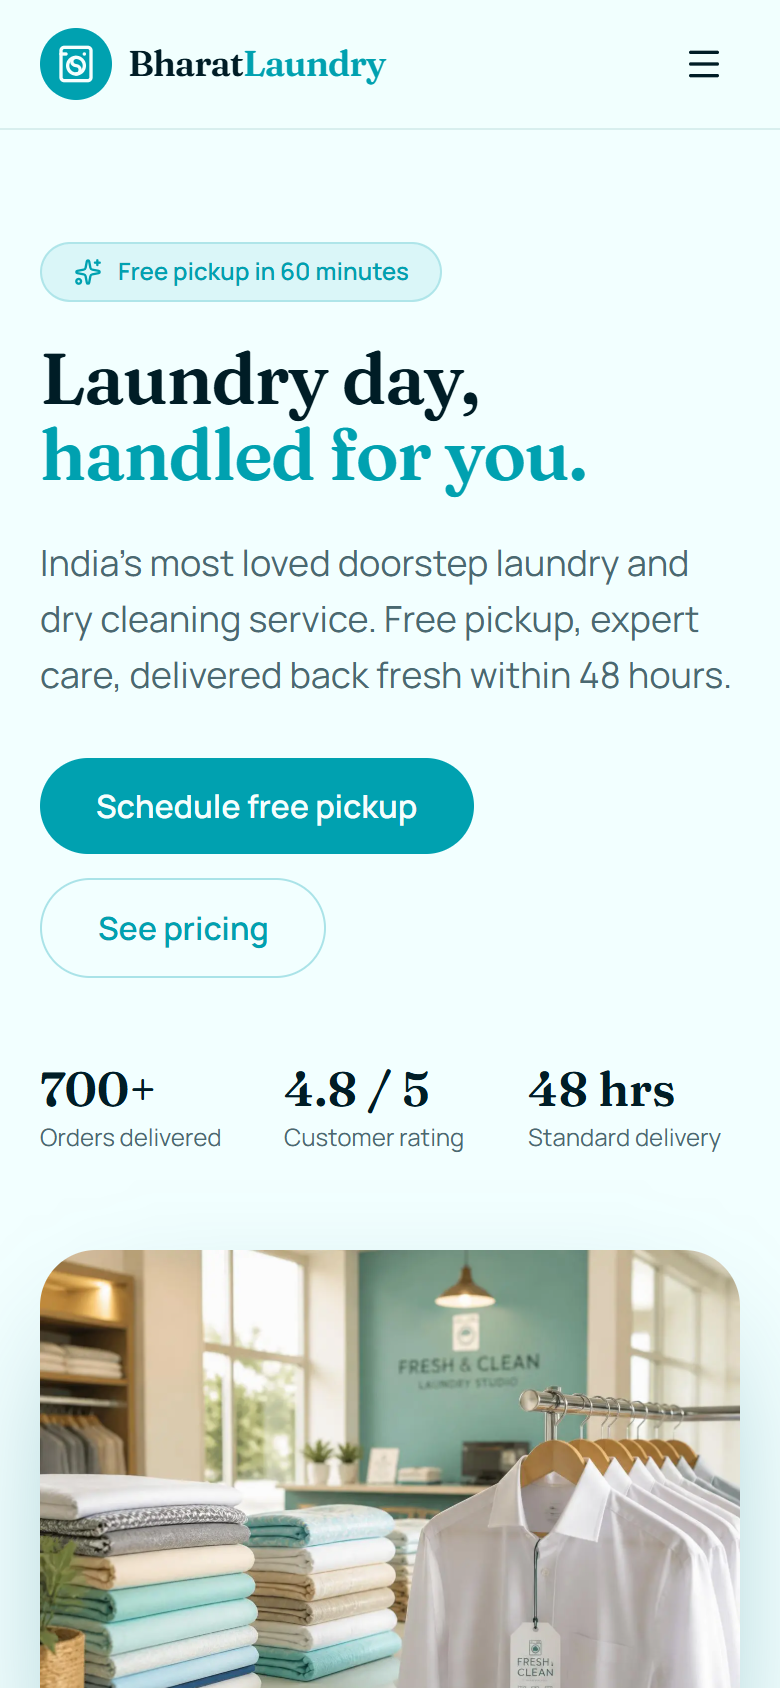 BharatLaundry
Free pickup in 60 minutes
Laundry day,
handled for you.
India's most loved doorstep laundry and
dry cleaning service. Free pickup, expert
care, delivered back fresh within 48 hours.
Schedule free pickup
See pricing
700+
4.8 / 5
48 hrs
Orders delivered
Customer rating
Standard delivery
FRESH & CLEAN
LAUNDRY STUDIO
FRESH &
CLEAN